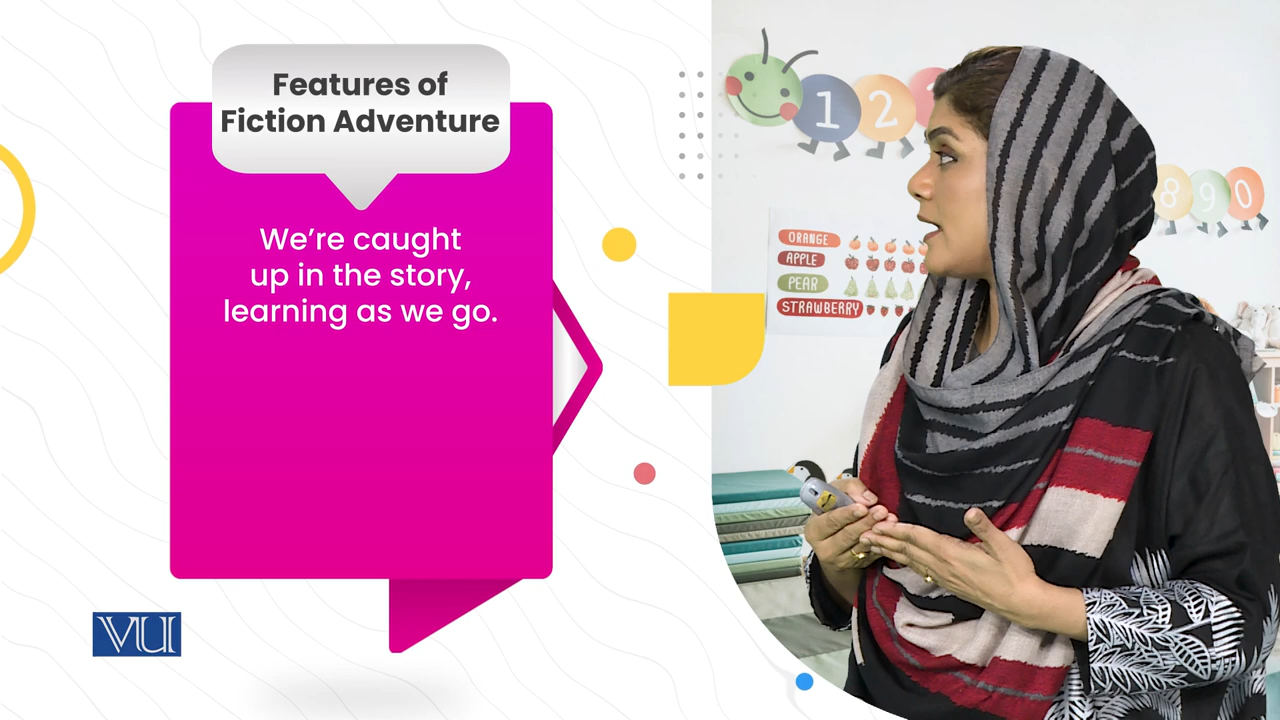 Features of
Fiction Adventure
We're caught
up in the story,
learning as we go.
VU
1 2
8 9 0
ORANGE
APPLE
PEAR
STRAWBERRY